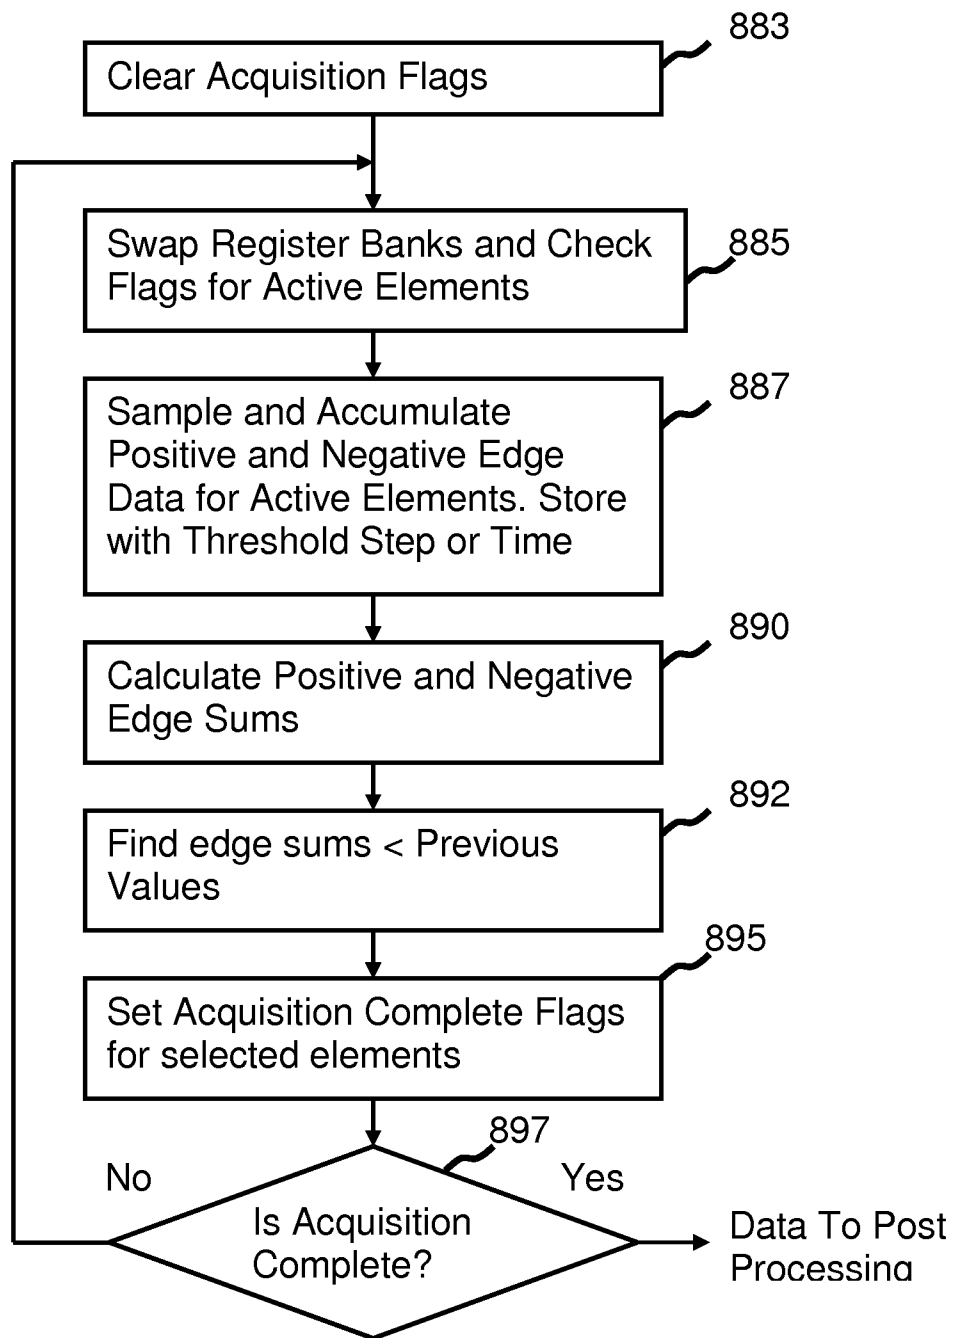 883
Clear Acquisition Flags
885
Swap Register Banks and Check
Flags for Active Elements
887
Sample and Accumulate
Positive and Negative Edge
Data for Active Elements. Store
with Threshold Step or Time
890
Calculate Positive and Negative
Edge Sums
892
Find edge sums < Previous
Values
895
Set Acquisition Complete Flags
for selected elements
897
No
Yes
Is Acquisition
Complete?
Data To Post
Processing